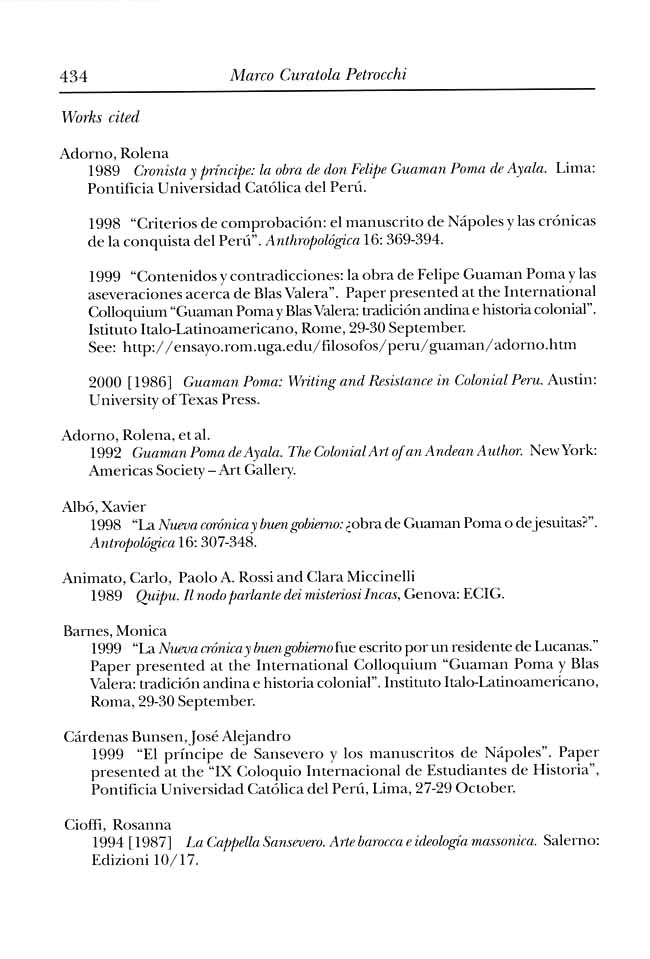 434 Marco Curatola Petrocchi
Works cited
Adorno, Rolena
1989 Cronista y príncipe: la obra de don Felipe Guaman Poma de Ayala. Lima:
Pontificia Universidad Católica del Perú.
1998 “Criterios de comprobación: el manuscrito de Nápoles y las crónicas
de la conquista del Perú”. Anthropológica 16: 369-394.
1999 “Contenidos y contradicciones: la obra de Felipe Guaman Poma y las
aseveraciones acerca de Blas Valera”. Paper presented at the International
Colloquium “Guaman Poma y Blas Valera: tradición andina e historia colonial”.
Istituto Italo-Latinoamericano, Rome, 29-30 September.
See: http://ensayo.rom.uga.edu/filosofos/peru/guaman/adorno.htm
2000 [1986] Guaman Poma: Writing and Resistance in Colonial Peru. Austin:
University of Texas Press.
Adorno, Rolena, et al.
1992 Guaman Poma de Ayala. The Colonial Art of an Andean Author. New York:
Americas Society – Art Gallery.
Albó, Xavier
1998 “La Nueva corónica y buen gobierno: ¿obra de Guaman Poma o de jesuitas?”.
Antropológica 16: 307-348.
Animato, Carlo, Paolo A. Rossi and Clara Miccinelli
1989 Quipu. Il nodo parlante dei misteriosi Incas, Genova: ECIG.
Barnes, Monica
1999 “La Nueva crónica y buen gobierno fue escrito por un residente de Lucanas.”
Paper presented at the International Colloquium “Guaman Poma y Blas
Valera: tradición andina e historia colonial”. Instituto Italo-Latinoamericano,
Roma, 29-30 September.
Cárdenas Bunsen, José Alejandro
1999 “El príncipe de Sansevero y los manuscritos de Nápoles”. Paper
presented at the “IX Coloquio Internacional de Estudiantes de Historia”,
Pontificia Universidad Católica del Perú, Lima, 27-29 October.
Cioffi, Rosanna
1994 [1987] La Cappella Sansevero. Arte barocca e ideología massonica. Salerno:
Edizioni 10/17.